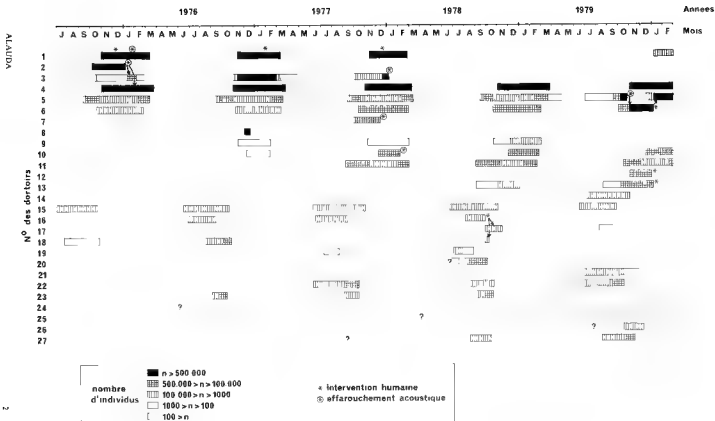 1976 1977 1978 1979 Annees
J A S O N D J F M A M J J A S O N D J F M A M J J A S O N D J F M A M J J A S O N D J F M A M J J A S O N D J F Mois
ALAUDA
N° des dortoirs
1
2
3
4
5
6
7
8
9
10
11
12
13
14
15
16
17
18
19
20
21
22
23
24
25
26
27
?
?
?
?
?
nombre d'individus
n > 500 000
500.000 > n > 100 000
100 000 > n > 1000
1000 > n > 100
100 > n
* intervention humaine
⊛ effarouchement acoustique
2